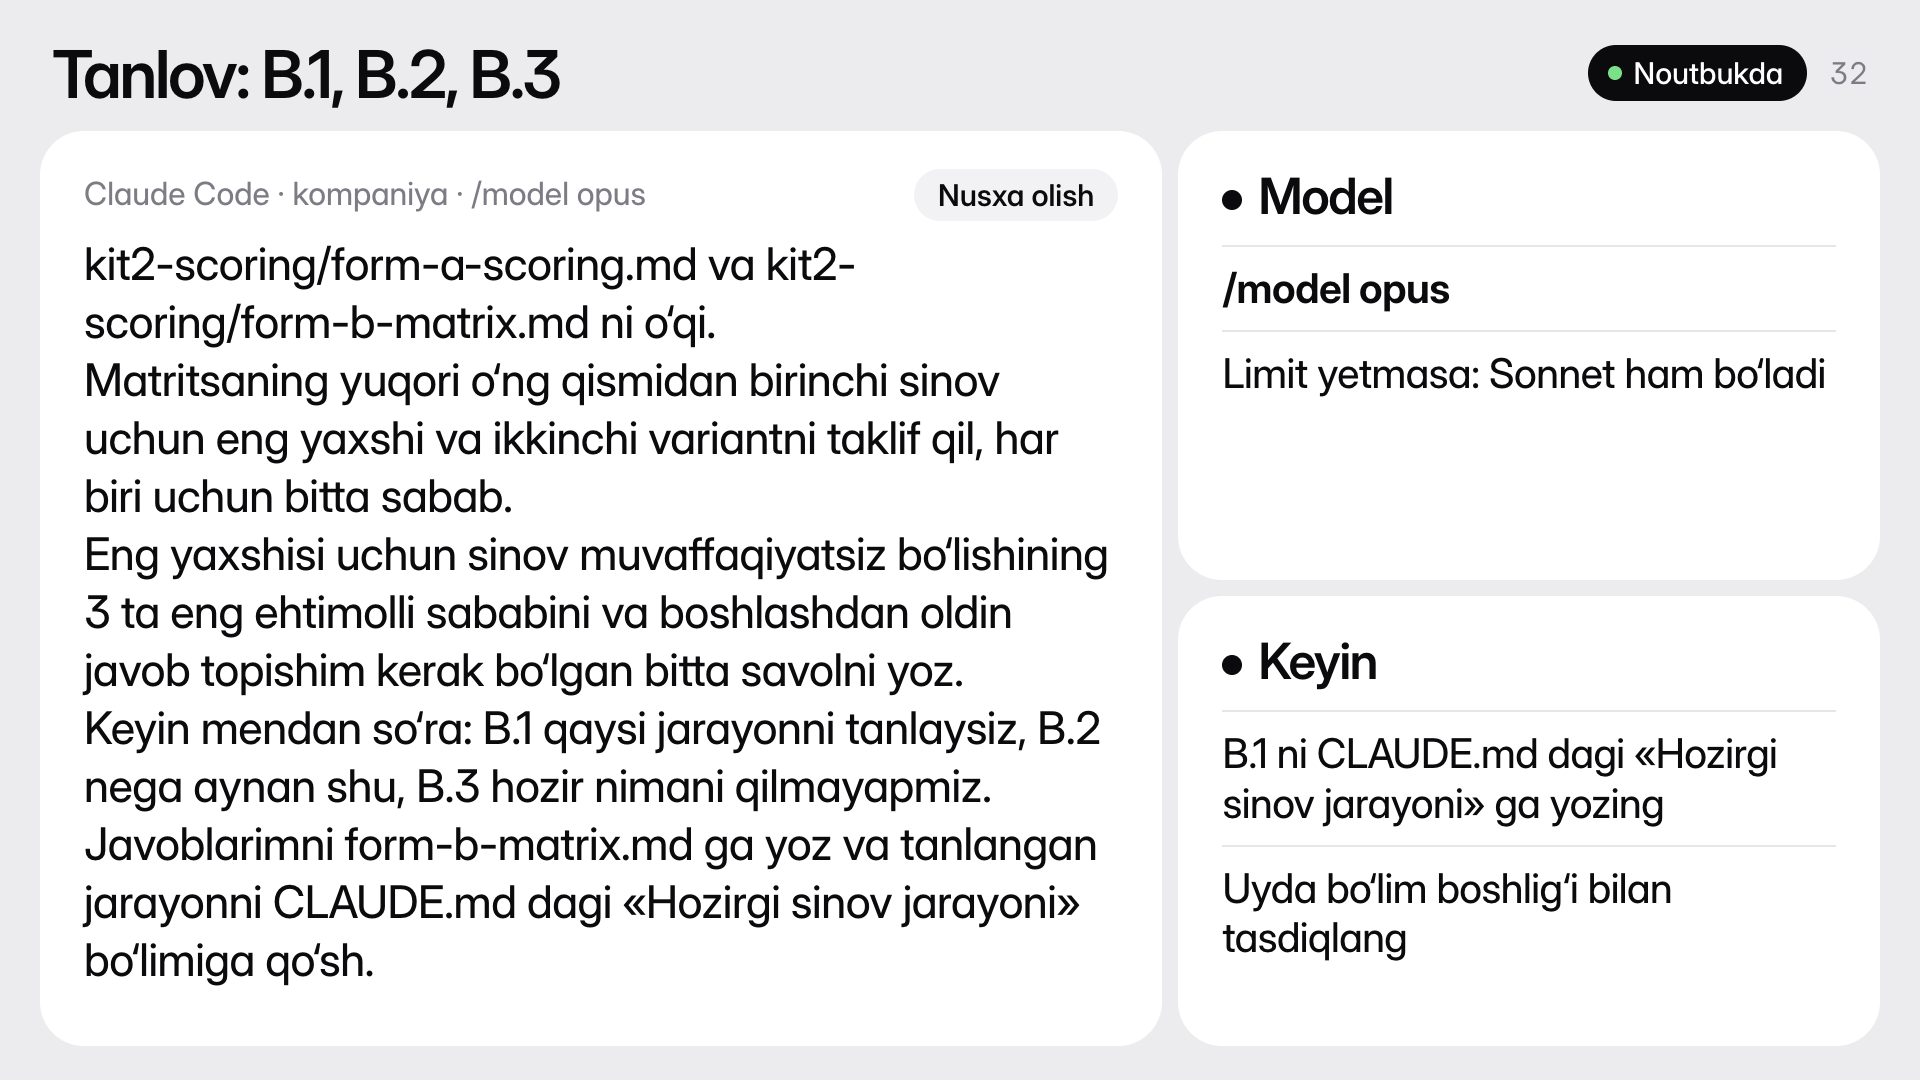 Tanlov: B.1, B.2, B.3
Noutbukda
32
Claude Code · kompaniya · /model opus
Nusxa olish
kit2-scoring/form-a-scoring.md va kit2-
scoring/form-b-matrix.md ni oʻqi.
Matritsaning yuqori oʻng qismidan birinchi sinov
uchun eng yaxshi va ikkinchi variantni taklif qil, har
biri uchun bitta sabab.
Eng yaxshisi uchun sinov muvaffaqiyatsiz boʻlishining
3 ta eng ehtimolli sababini va boshlashdan oldin
javob topishim kerak boʻlgan bitta savolni yoz.
Keyin mendan soʻra: B.1 qaysi jarayonni tanlaysiz, B.2
nega aynan shu, B.3 hozir nimani qilmayapmiz.
Javoblarimni form-b-matrix.md ga yoz va tanlangan
jarayonni CLAUDE.md dagi «Hozirgi sinov jarayoni»
boʻlimiga qoʻsh.
Model
/model opus
Limit yetmasa: Sonnet ham boʻladi
Keyin
B.1 ni CLAUDE.md dagi «Hozirgi
sinov jarayoni» ga yozing
Uyda boʻlim boshligʻi bilan
tasdiqlang